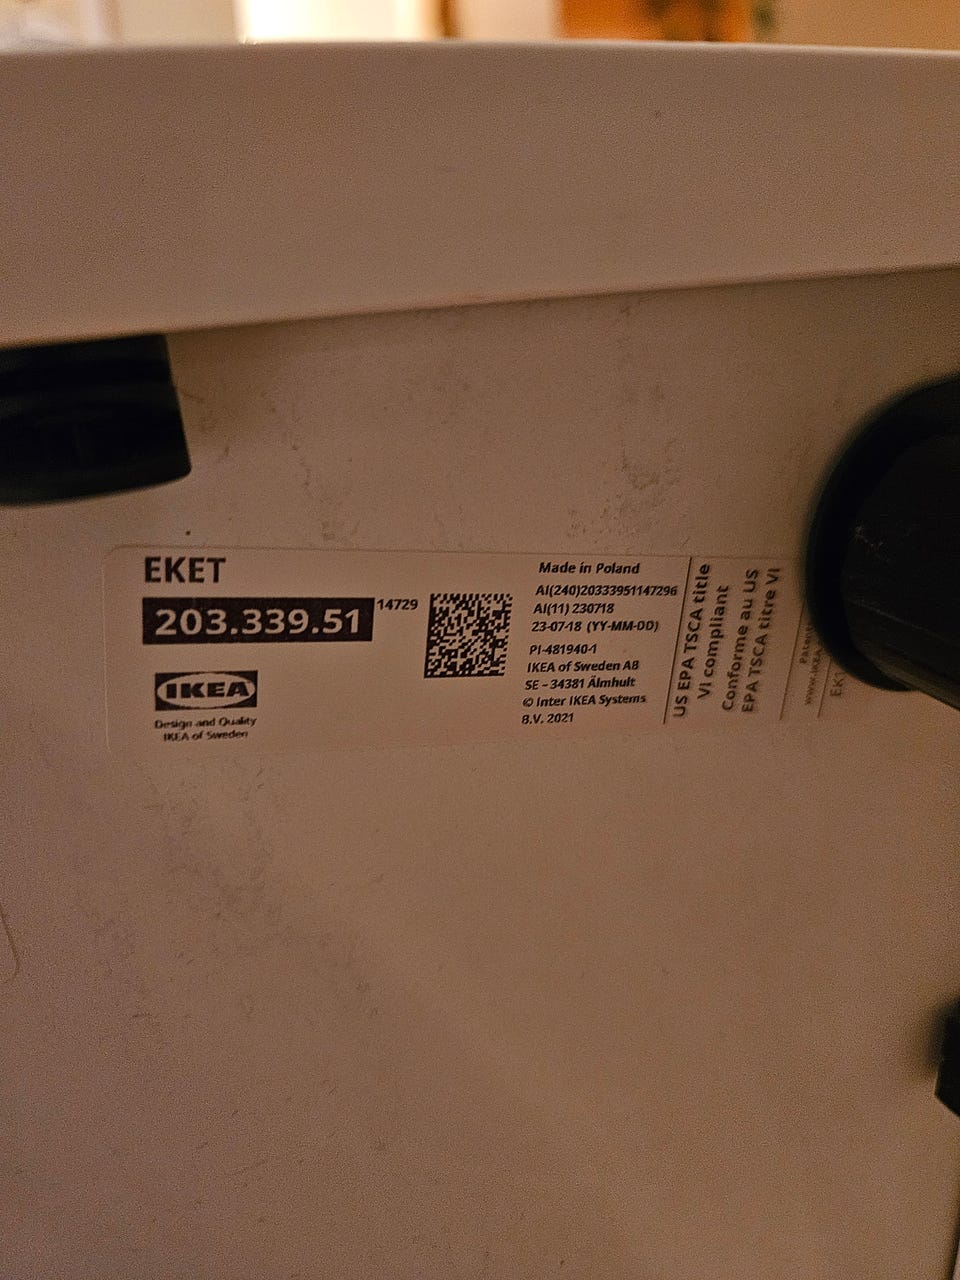 EKET
203.339.51 14729
IKEA
Design and Quality
IKEA of Sweden
Made in Poland
AI(240)20333951147296
AI(11) 230718
23-07-18 (YY-MM-DD)
PI-481940-1
IKEA of Sweden AB
SE - 34381 Älmhult
© Inter IKEA Systems
B.V. 2021
US EPA TSCA title
VI compliant
Conforme au US
EPA TSCA titre VI